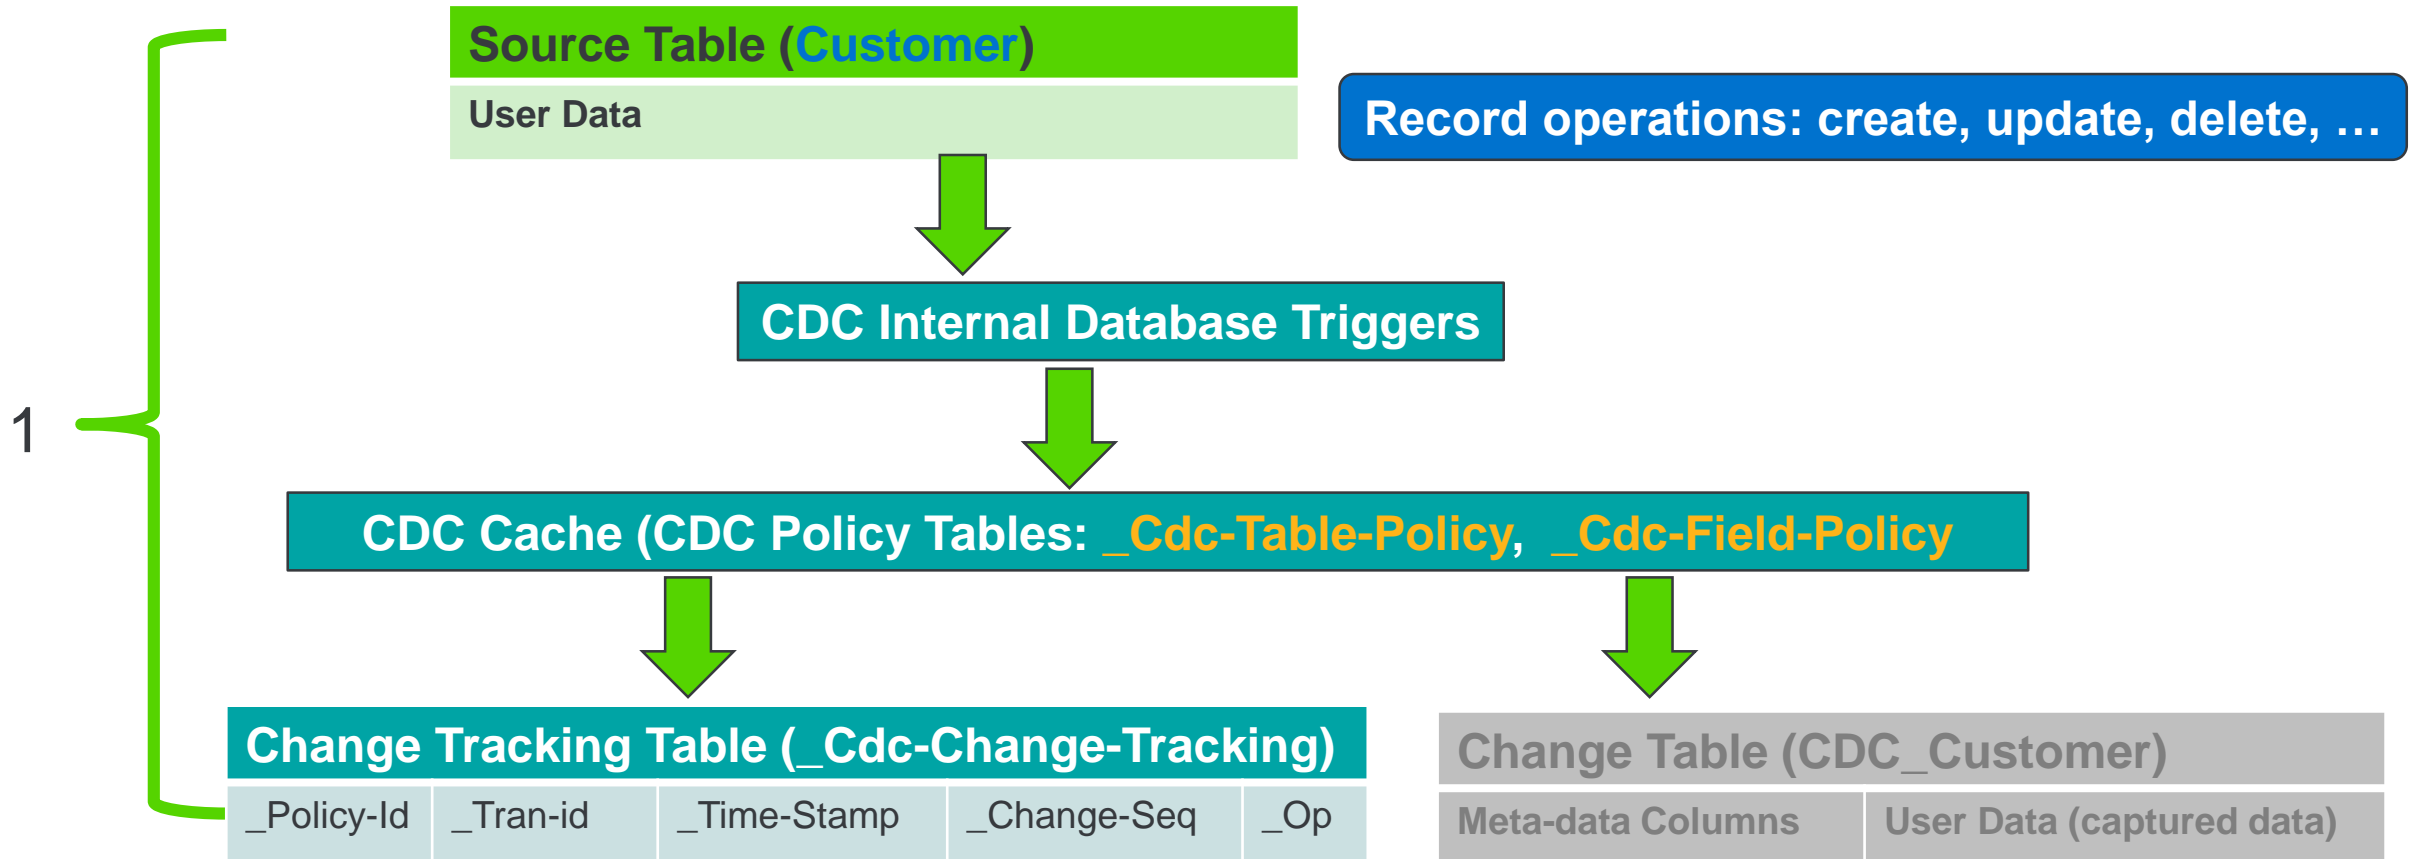 Source Table (Customer)
User Data
Record operations: create, update, delete, …
CDC Internal Database Triggers
1
CDC Cache (CDC Policy Tables: _Cdc-Table-Policy, _Cdc-Field-Policy
Change Tracking Table (_Cdc-Change-Tracking)
_Policy-Id _Tran-id _Time-Stamp _Change-Seq _Op
Change Table (CDC_Customer)
Meta-data Columns User Data (captured data)